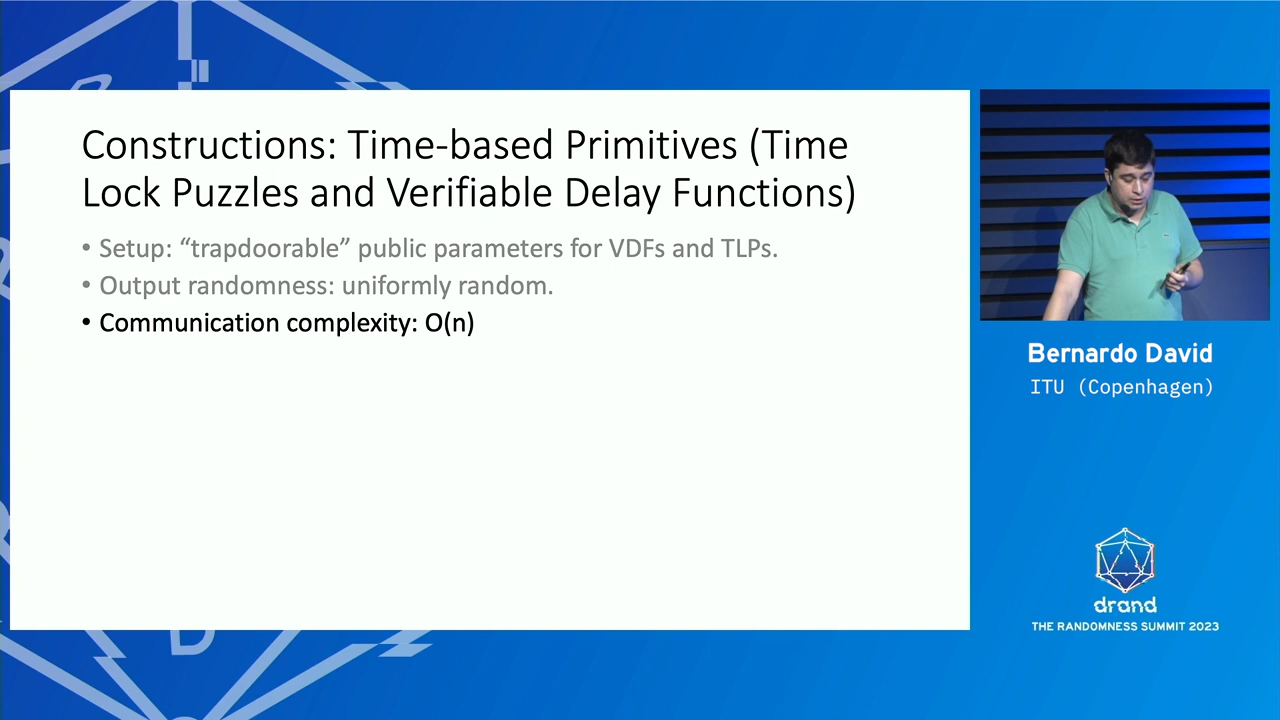 Constructions: Time-based Primitives (Time
Lock Puzzles and Verifiable Delay Functions)
• Setup: “trapdoorable” public parameters for VDFs and TLPs.
• Output randomness: uniformly random.
• Communication complexity: O(n)
Bernardo David
ITU (Copenhagen)
drand
THE RANDOMNESS SUMMIT 2023